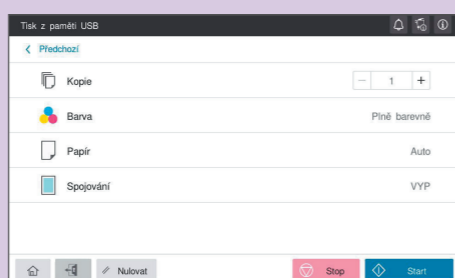 Tisk z paměti USB
Předchozí
Kopie
− 1 +
Barva
Plně barevně
Papír
Auto
Spojování
VYP
Nulovat
Stop
Start